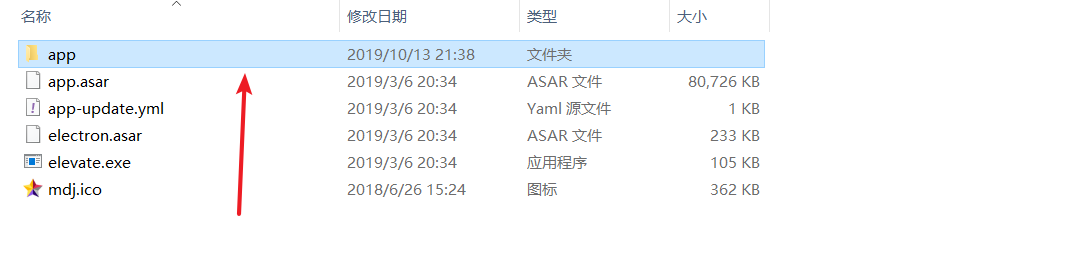 名称 修改日期 类型 大小
app 2019/10/13 21:38 文件夹
app.asar 2019/3/6 20:34 ASAR 文件 80,726 KB
app-update.yml 2019/3/6 20:34 Yaml 源文件 1 KB
electron.asar 2019/3/6 20:34 ASAR 文件 233 KB
elevate.exe 2019/3/6 20:34 应用程序 105 KB
mdj.ico 2018/6/26 15:24 图标 362 KB